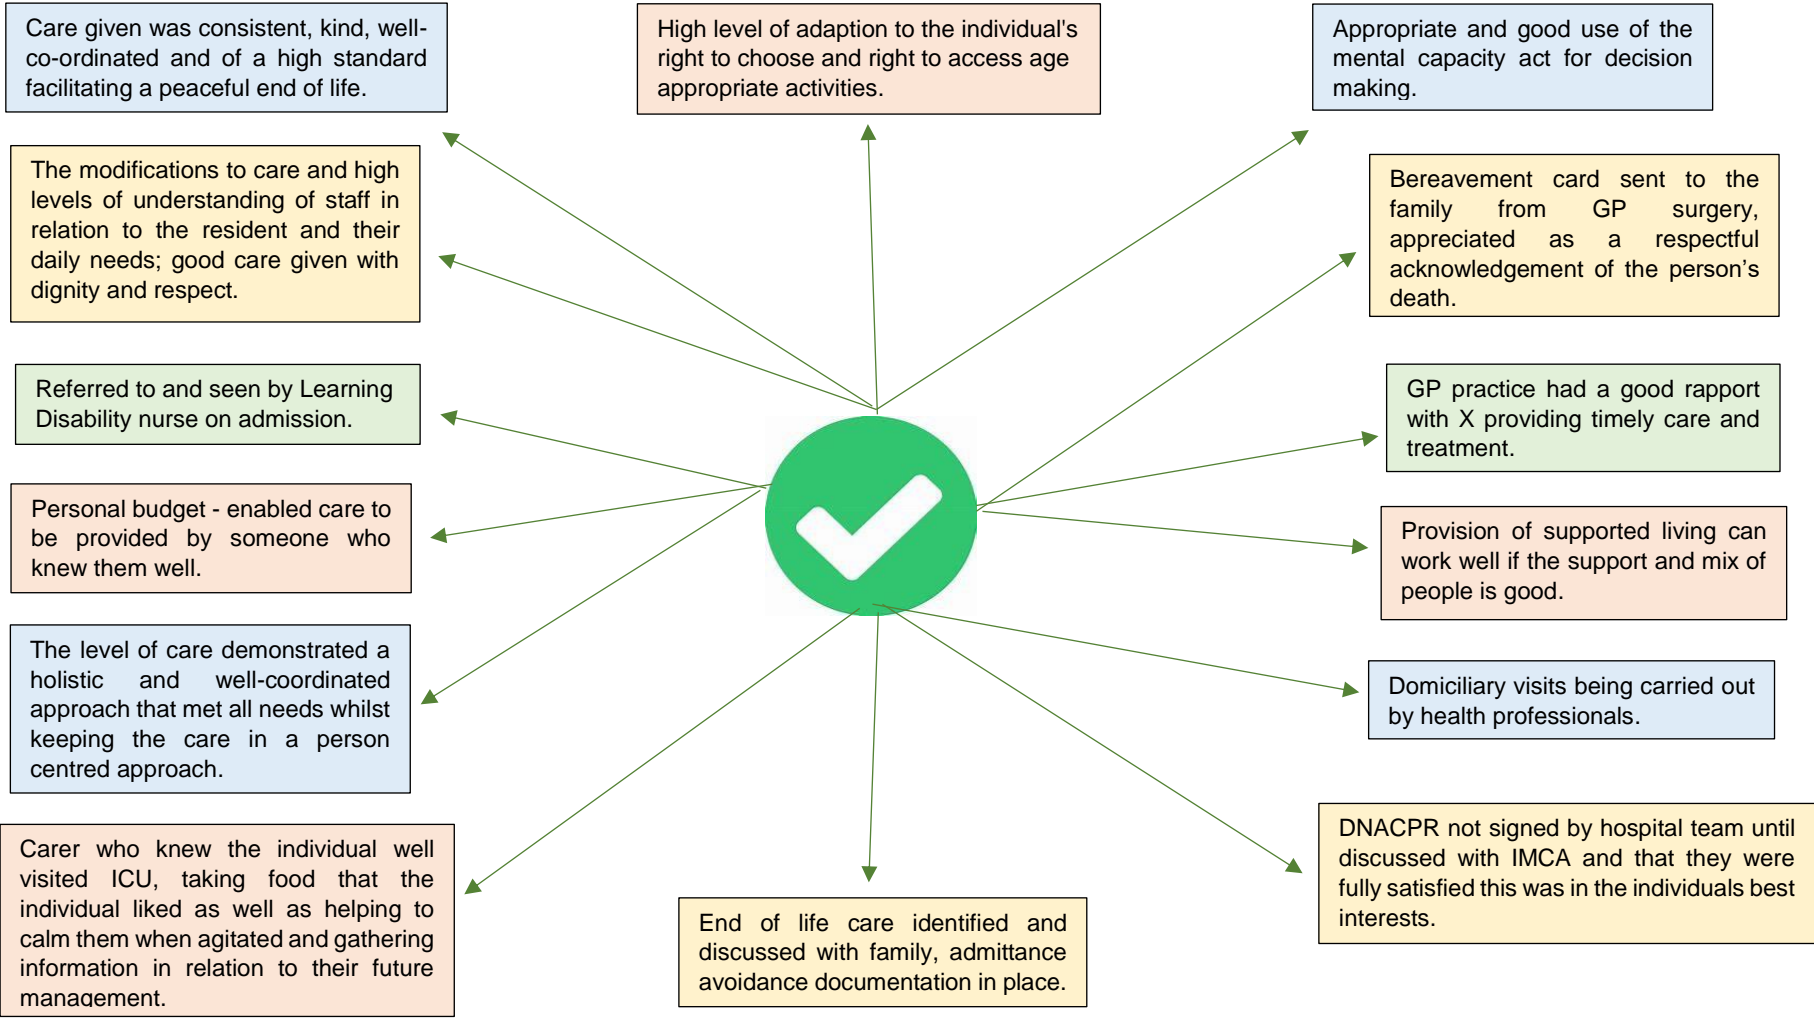 Care given was consistent, kind, well-
co-ordinated and of a high standard
facilitating a peaceful end of life.
High level of adaption to the individual's
right to choose and right to access age
appropriate activities.
Appropriate and good use of the
mental capacity act for decision
making.
The modifications to care and high
levels of understanding of staff in
relation to the resident and their
daily needs; good care given with
dignity and respect.
Bereavement card sent to the
family from GP surgery,
appreciated as a respectful
acknowledgement of the person’s
death.
Referred to and seen by Learning
Disability nurse on admission.
GP practice had a good rapport
with X providing timely care and
treatment.
Personal budget - enabled care to
be provided by someone who
knew them well.
Provision of supported living can
work well if the support and mix of
people is good.
The level of care demonstrated a
holistic and well-coordinated
approach that met all needs whilst
keeping the care in a person
centred approach.
Domiciliary visits being carried out
by health professionals.
Carer who knew the individual well
visited ICU, taking food that the
individual liked as well as helping to
calm them when agitated and gathering
information in relation to their future
management.
End of life care identified and
discussed with family, admittance
avoidance documentation in place.
DNACPR not signed by hospital team until
discussed with IMCA and that they were
fully satisfied this was in the individuals best
interests.